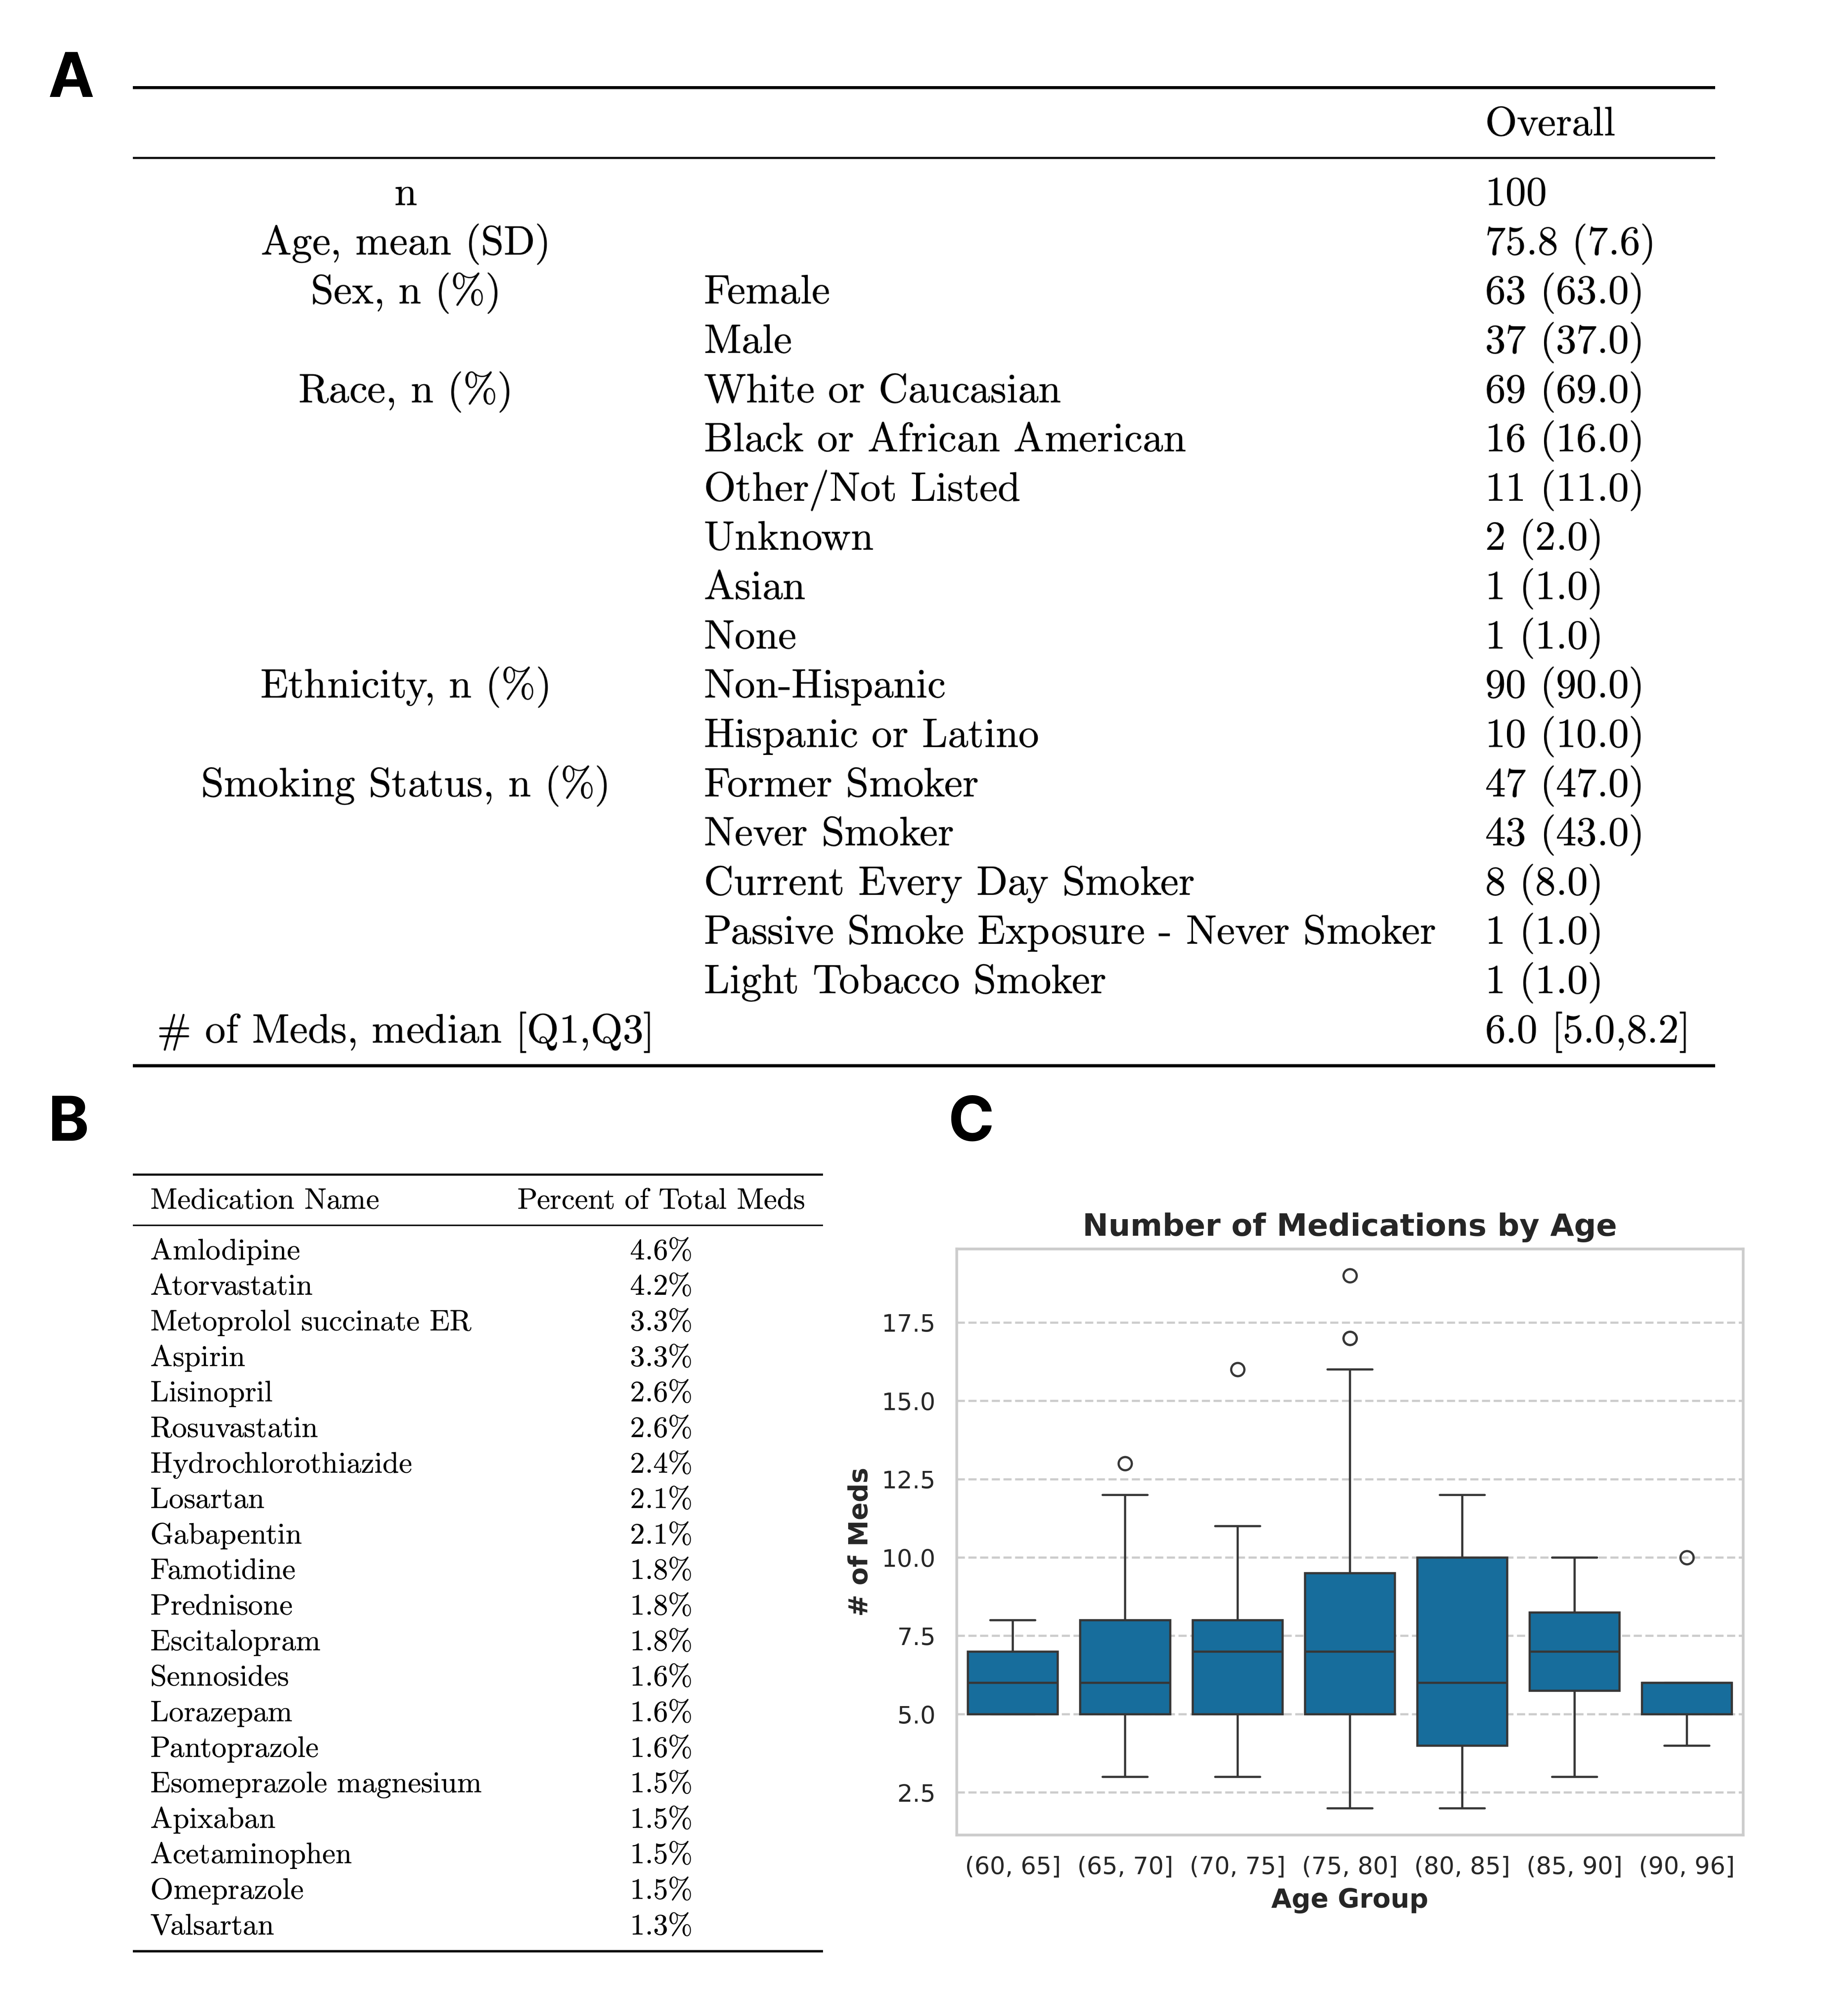 A
Overall
n 100
Age, mean (SD) 75.8 (7.6)
Sex, n (%) Female 63 (63.0)
Male 37 (37.0)
Race, n (%) White or Caucasian 69 (69.0)
Black or African American 16 (16.0)
Other/Not Listed 11 (11.0)
Unknown 2 (2.0)
Asian 1 (1.0)
None 1 (1.0)
Ethnicity, n (%) Non-Hispanic 90 (90.0)
Hispanic or Latino 10 (10.0)
Smoking Status, n (%) Former Smoker 47 (47.0)
Never Smoker 43 (43.0)
Current Every Day Smoker 8 (8.0)
Passive Smoke Exposure - Never Smoker 1 (1.0)
Light Tobacco Smoker 1 (1.0)
# of Meds, median [Q1,Q3] 6.0 [5.0,8.2]
B
Medication Name Percent of Total Meds
Amlodipine 4.6%
Atorvastatin 4.2%
Metoprolol succinate ER 3.3%
Aspirin 3.3%
Lisinopril 2.6%
Rosuvastatin 2.6%
Hydrochlorothiazide 2.4%
Losartan 2.1%
Gabapentin 2.1%
Famotidine 1.8%
Prednisone 1.8%
Escitalopram 1.8%
Sennosides 1.6%
Lorazepam 1.6%
Pantoprazole 1.6%
Esomeprazole magnesium 1.5%
Apixaban 1.5%
Acetaminophen 1.5%
Omeprazole 1.5%
Valsartan 1.3%
C
Number of Medications by Age
# of Meds
17.5
15.0
12.5
10.0
7.5
5.0
2.5
(60, 65] (65, 70] (70, 75] (75, 80] (80, 85] (85, 90] (90, 96]
Age Group